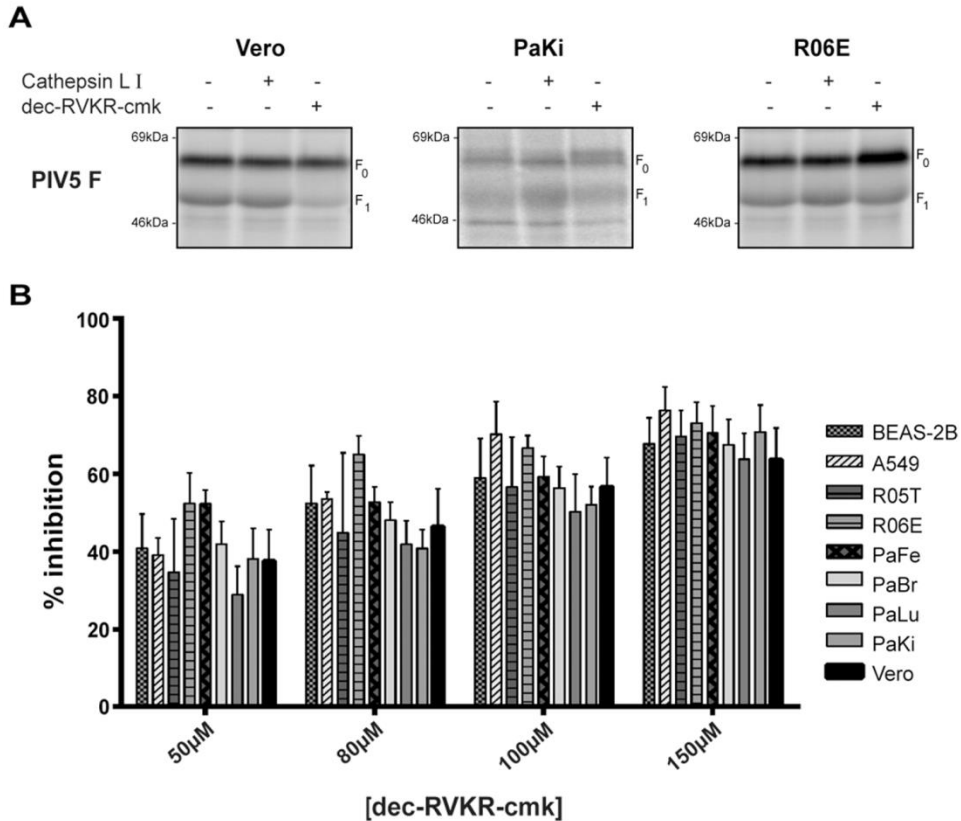 A
Vero PaKi R06E
Cathepsin L I - + - - + - - + -
dec-RVKR-cmk - - + - - + - - +
69kDa - 69kDa - 69kDa -
F0 F0 F0
PIV5 F
F1 F1 F1
46kDa - 46kDa - 46kDa -
B
100
80
60
40
20
0
% inhibition
50μM 80μM 100μM 150μM
[dec-RVKR-cmk]
BEAS-2B
A549
R05T
R06E
PaFe
PaBr
PaLu
PaKi
Vero